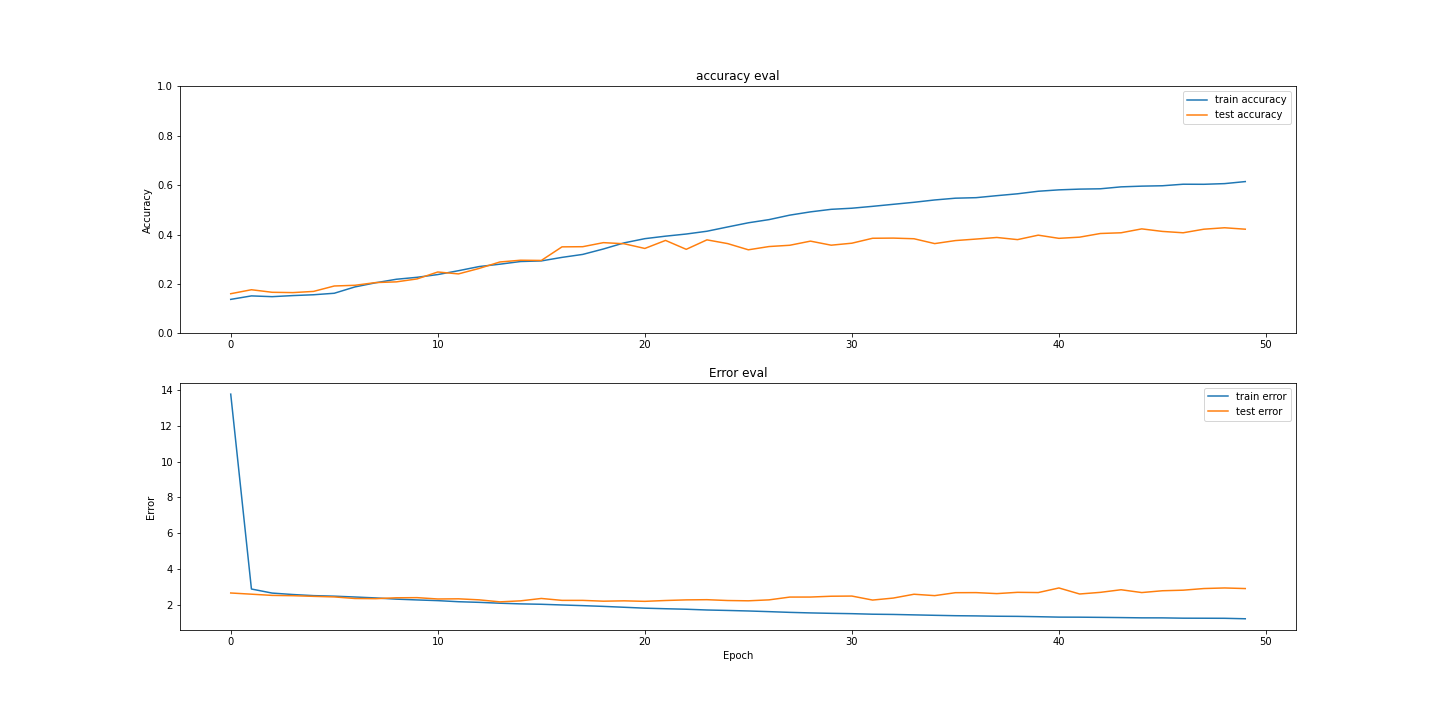 accuracy eval
1.0
0.8
0.6
0.4
0.2
0.0
Accuracy
train accuracy
test accuracy
0 10 20 30 40 50
Error eval
14
12
10
8
6
4
2
Error
train error
test error
0 10 20 30 40 50
Epoch